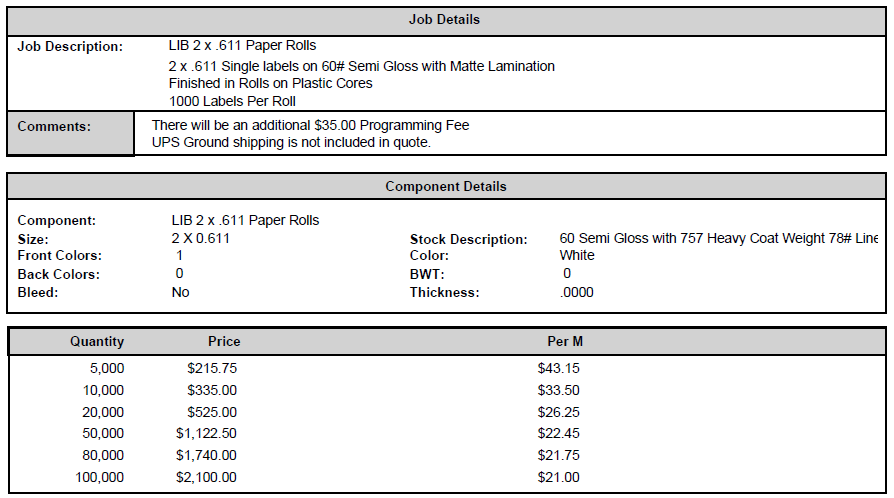 Job Details
Job Description: LIB 2 x .611 Paper Rolls
2 x .611 Single labels on 60# Semi Gloss with Matte Lamination
Finished in Rolls on Plastic Cores
1000 Labels Per Roll
Comments: There will be an additional $35.00 Programming Fee
UPS Ground shipping is not included in quote.
Component Details
Component: LIB 2 x .611 Paper Rolls
Size: 2 X 0.611 Stock Description: 60 Semi Gloss with 757 Heavy Coat Weight 78# Line
Front Colors: 1 Color: White
Back Colors: 0 BWT: 0
Bleed: No Thickness: .0000
Quantity Price Per M
5,000 $215.75 $43.15
10,000 $335.00 $33.50
20,000 $525.00 $26.25
50,000 $1,122.50 $22.45
80,000 $1,740.00 $21.75
100,000 $2,100.00 $21.00